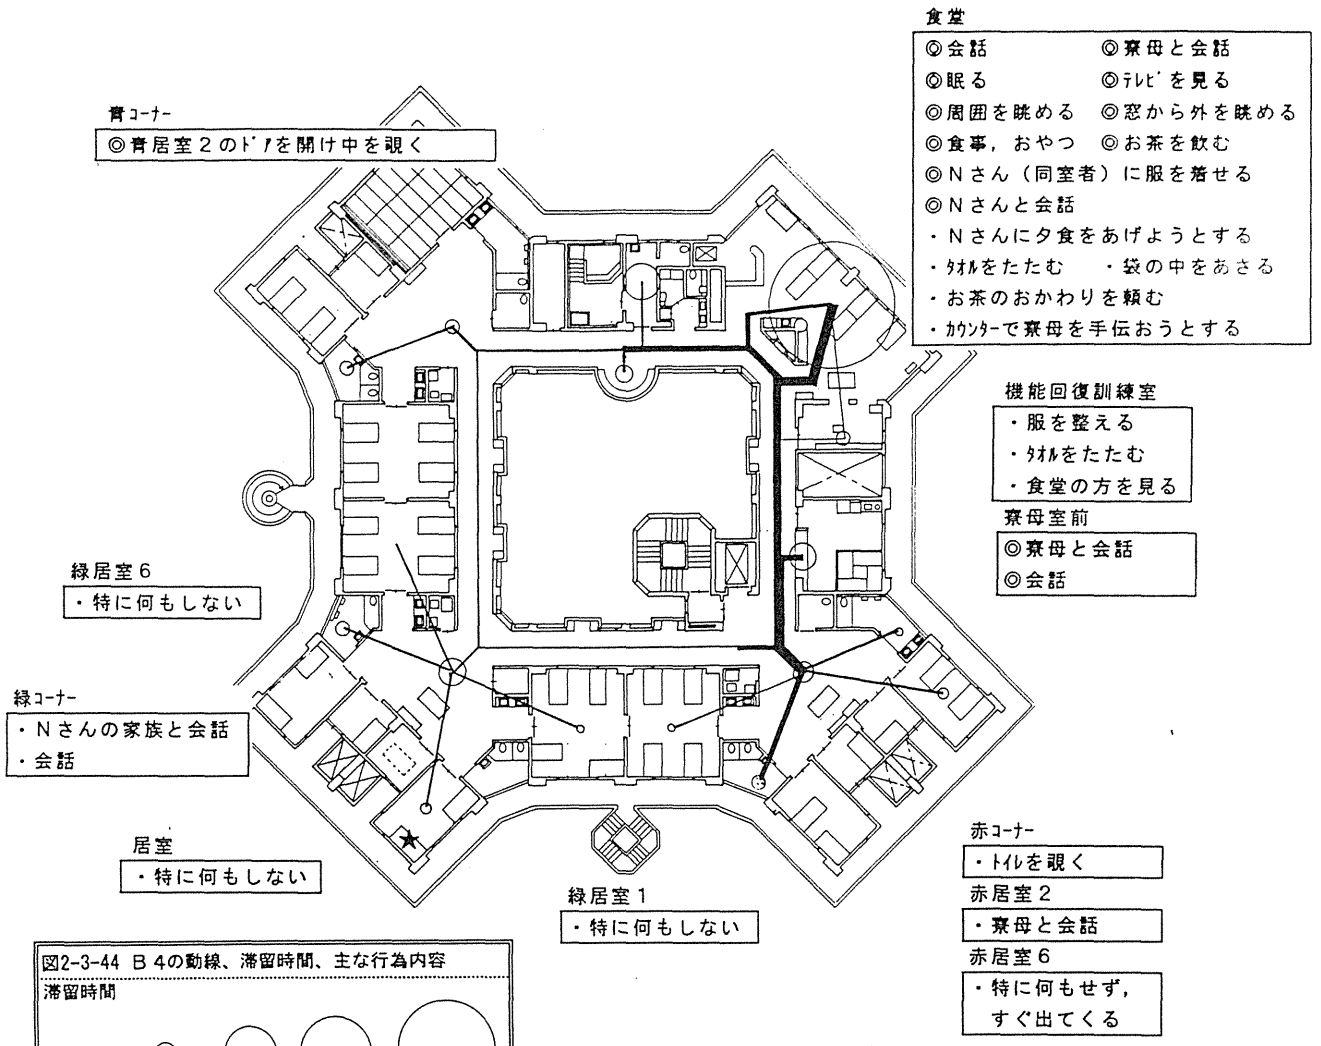 食堂
◎会話 ◎寮母と会話
◎眠る ◎テレビを見る
◎周囲を眺める ◎窓から外を眺める
◎食事，おやつ ◎お茶を飲む
◎Nさん（同室者）に服を着せる
◎Nさんと会話
・Nさんに夕食をあげようとする
・タオルをたたむ ・袋の中をあさる
・お茶のおかわりを頼む
・カウンターで寮母を手伝おうとする
青コーナー
◎青居室2のドアを開け中を覗く
機能回復訓練室
・服を整える
・タオルをたたむ
・食堂の方を見る
寮母室前
◎寮母と会話
◎会話
緑居室6
・特に何もしない
緑コーナー
・Nさんの家族と会話
・会話
居室
・特に何もしない
緑居室1
・特に何もしない
赤コーナー
・トイレを覗く
赤居室2
・寮母と会話
赤居室6
・特に何もせず，
すぐ出てくる
図2-3-44 B4の動線、滞留時間、主な行為内容
滞留時間